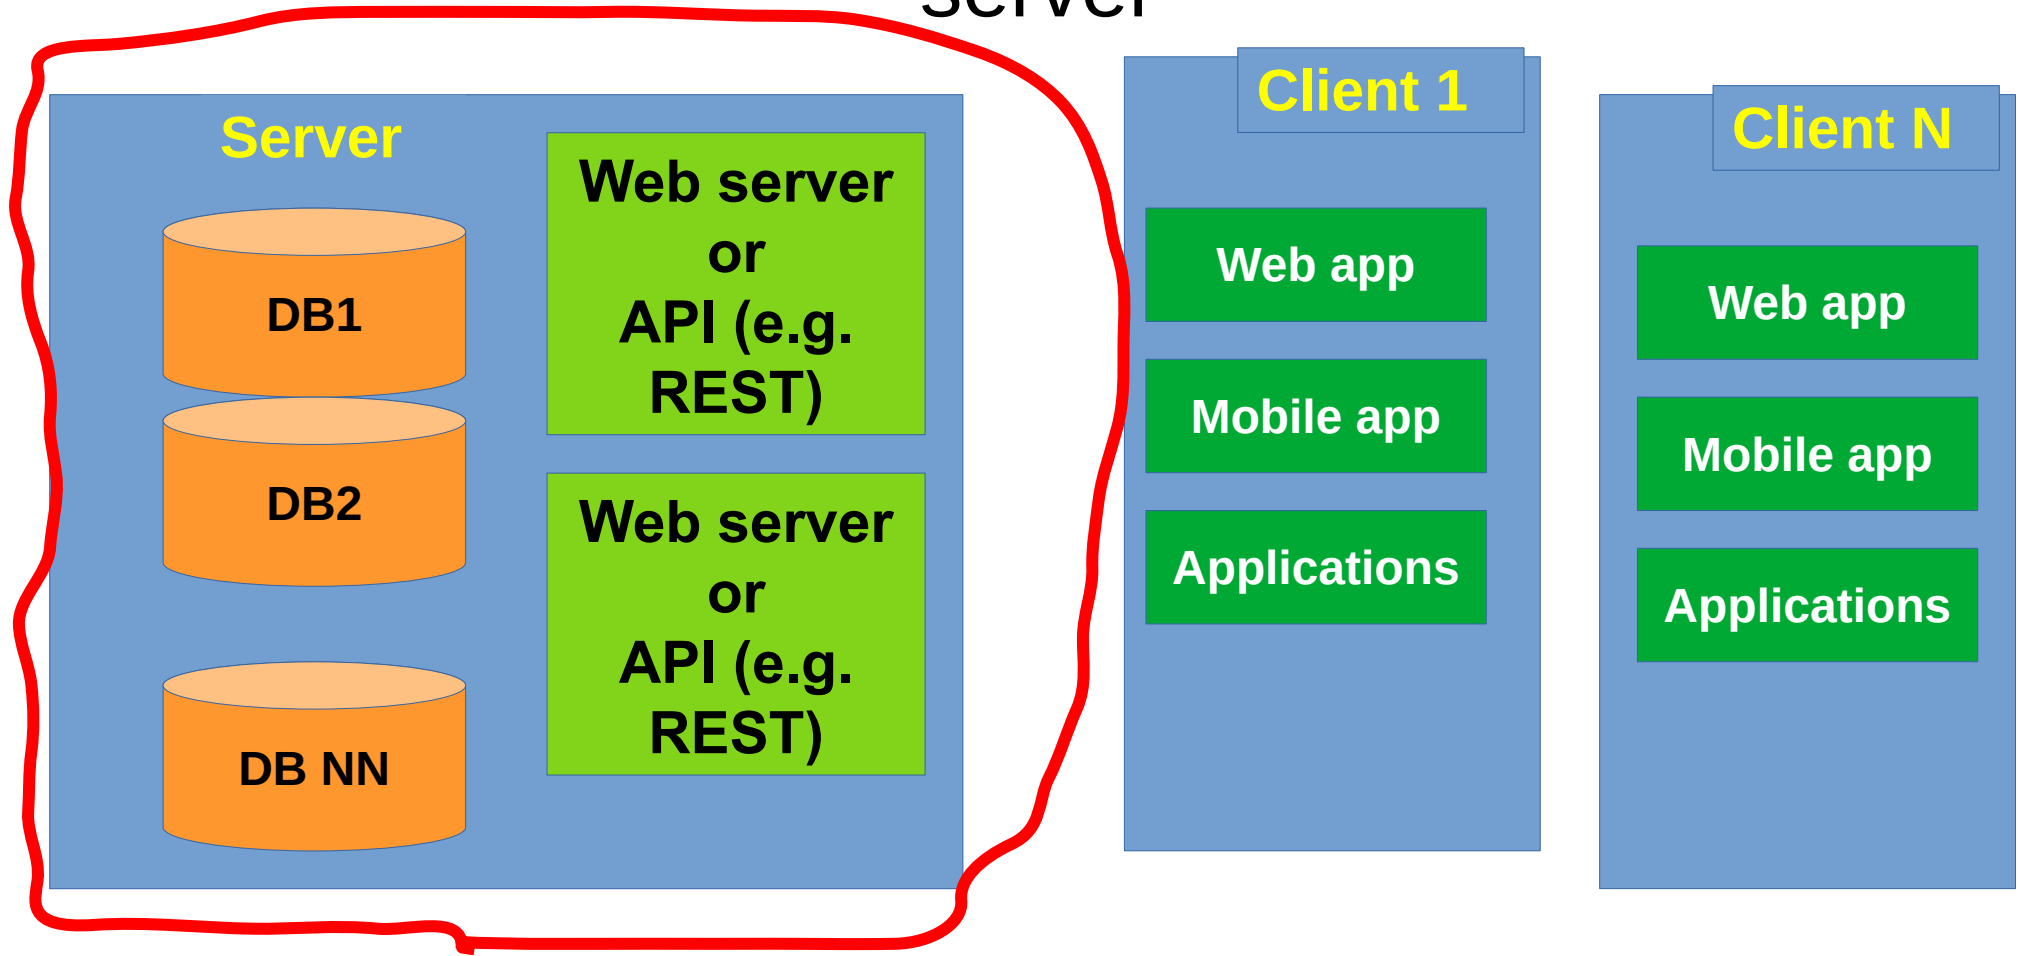 server
Server
DB1
DB2
DB NN
Web server
or
API (e.g.
REST)
Web server
or
API (e.g.
REST)
Client 1
Web app
Mobile app
Applications
Client N
Web app
Mobile app
Applications